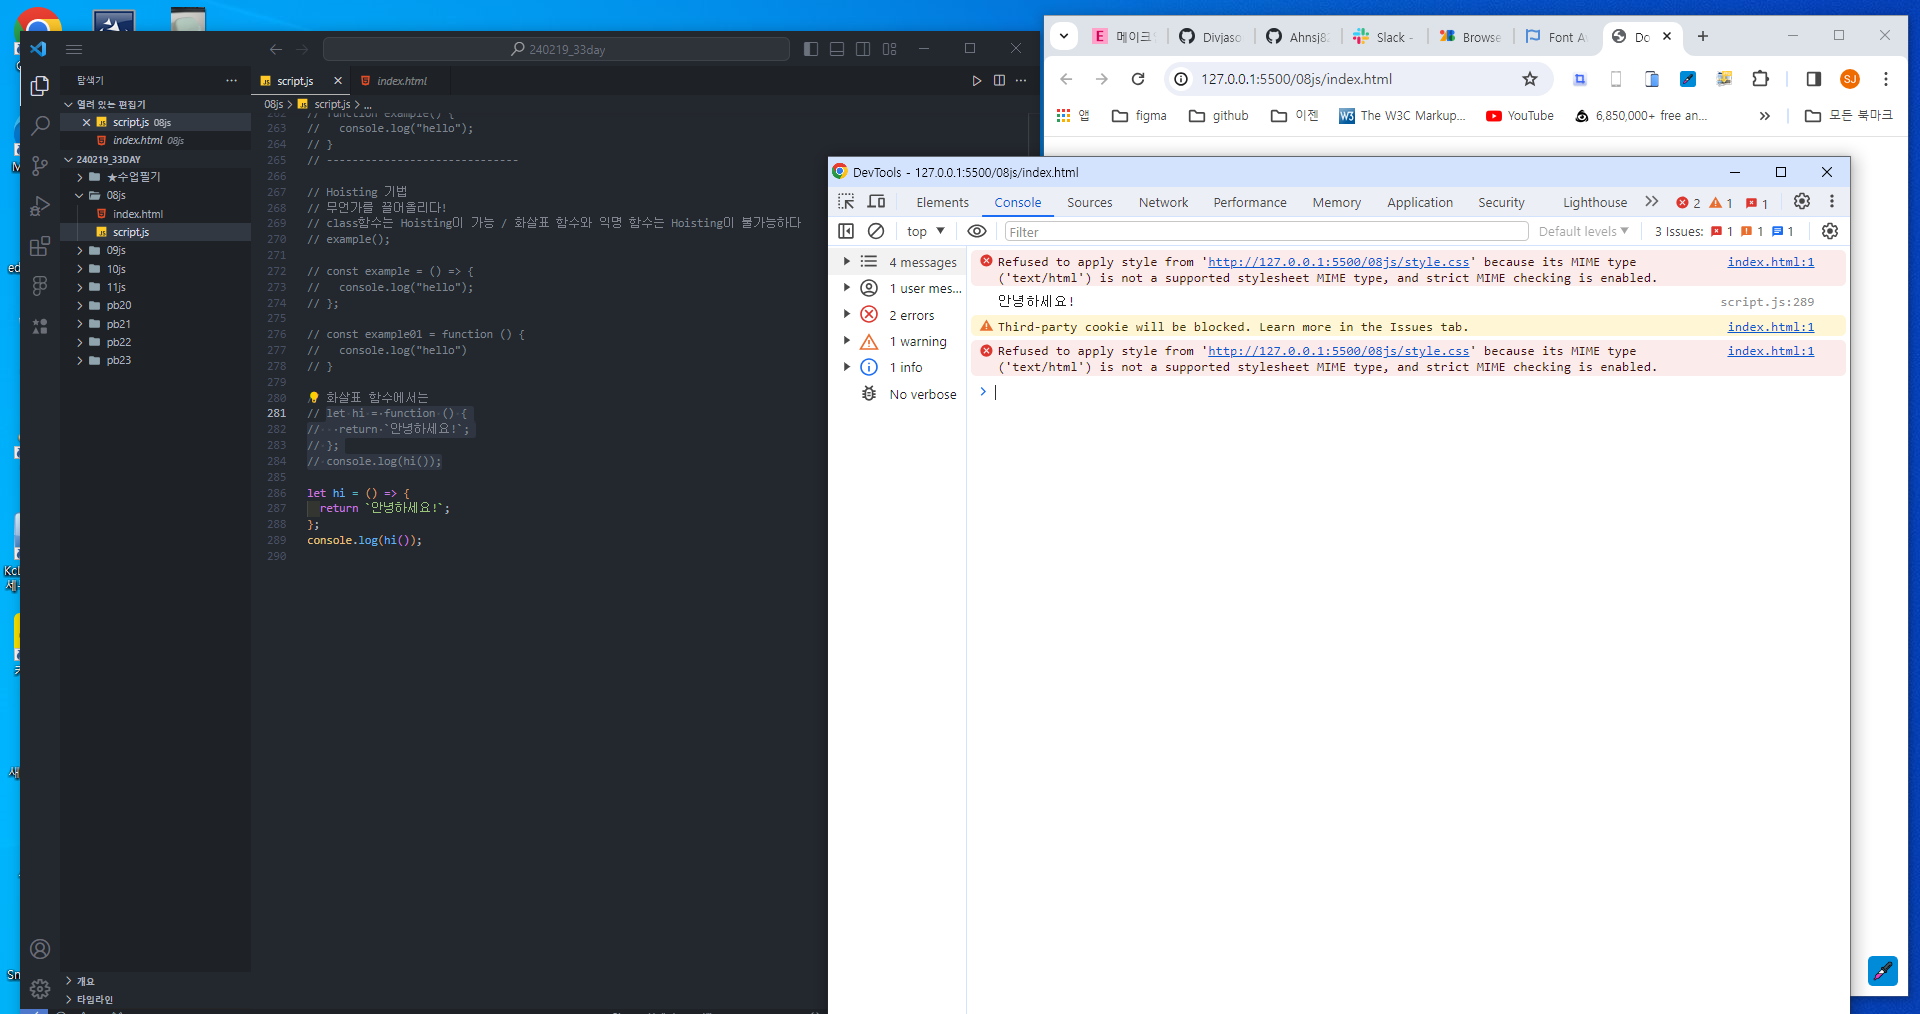 240219_33day
탐색기
열려 있는 편집기
script.js 08js
index.html 08js
240219_33DAY
★수업필기
08js
index.html
script.js
09js
10js
11js
pb20
pb21
pb22
pb23
개요
타임라인
script.js
index.html
08js > script.js > ...
262 // function example() {
263 //   console.log("hello");
264 // }
265 // ------------------------------
266
267 // Hoisting 기법
268 // 무언가를 끌어올리다!
269 // class함수는 Hoisting이 가능 / 화살표 함수와 익명 함수는 Hoisting이 불가능하다
270 // example();
271
272 // const example = () => {
273 //   console.log("hello");
274 // };
275
276 // const example01 = function () {
277 //   console.log("hello")
278 // }
279
280 화살표 함수에서는
281 // let hi = function () {
282 //   return `안녕하세요!`;
283 // };
284 // console.log(hi());
285
286 let hi = () => {
287   return `안녕하세요!`;
288 };
289 console.log(hi());
290
메이크
Divjaso
Ahnsj82
Slack -
Browse
Font A
Do
127.0.0.1:5500/08js/index.html
SJ
앱
figma
github
이젠
W3
The W3C Markup...
YouTube
6,850,000+ free an...
모든 북마크
DevTools - 127.0.0.1:5500/08js/index.html
Elements Console Sources Network Performance Memory Application Security Lighthouse 2 1 1
top Filter Default levels 3 Issues: 1 1 1
4 messages
1 user mes...
2 errors
1 warning
1 info
No verbose
Refused to apply style from 'http://127.0.0.1:5500/08js/style.css' because its MIME type index.html:1
('text/html') is not a supported stylesheet MIME type, and strict MIME checking is enabled.
안녕하세요! script.js:289
Third-party cookie will be blocked. Learn more in the Issues tab. index.html:1
Refused to apply style from 'http://127.0.0.1:5500/08js/style.css' because its MIME type index.html:1
('text/html') is not a supported stylesheet MIME type, and strict MIME checking is enabled.